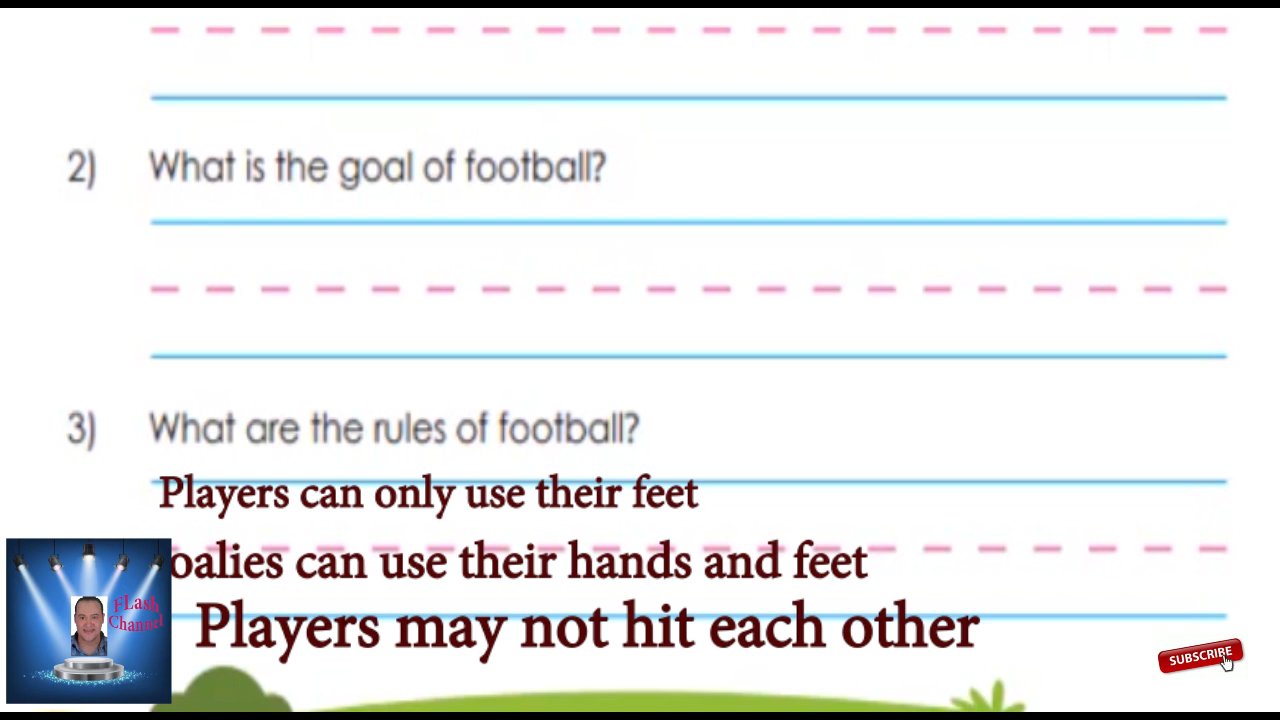 2) What is the goal of football?
3) What are the rules of football?
Players can only use their feet
oalies can use their hands and feet
Players may not hit each other
FLash
Channel
SUBSCRIBE